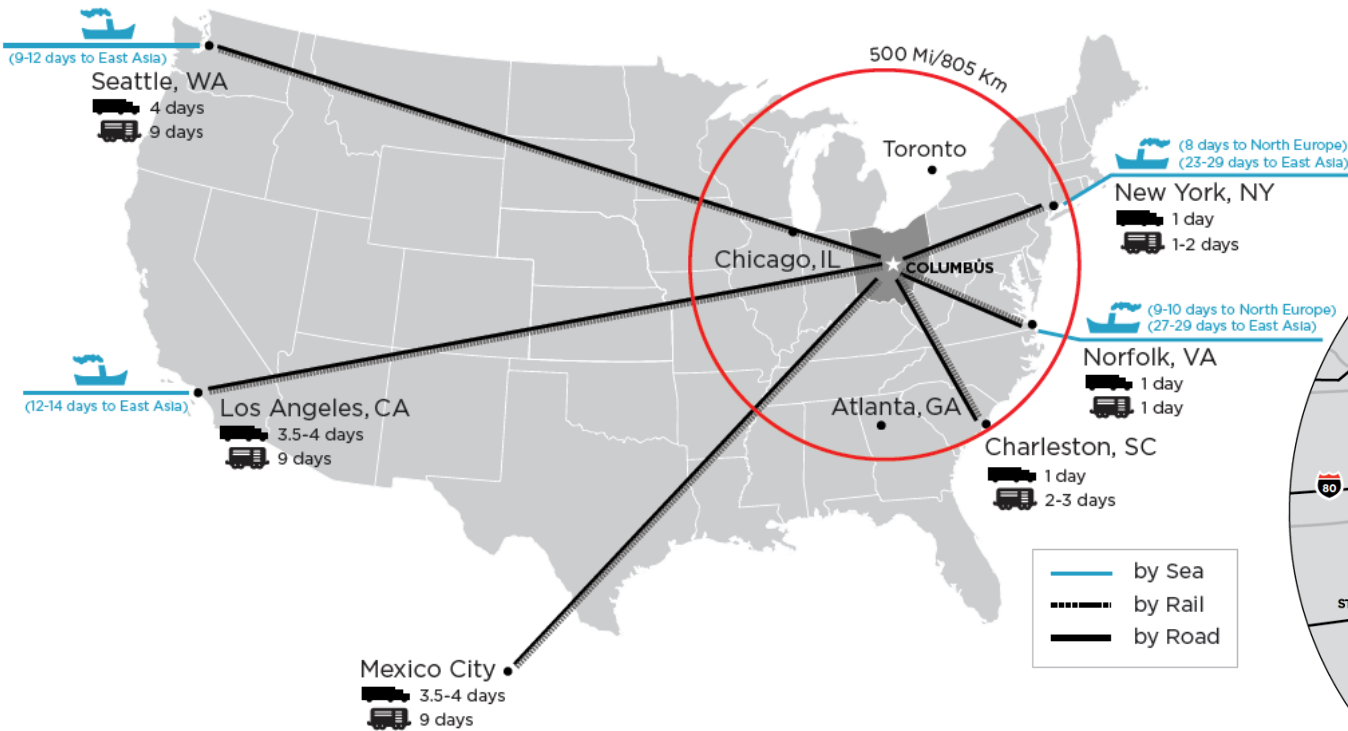 (9-12 days to East Asia)
Seattle, WA
4 days
9 days
500 Mi/805 Km
Toronto
(8 days to North Europe)
(23-29 days to East Asia)
New York, NY
1 day
1-2 days
Chicago, IL
COLUMBUS
(9-10 days to North Europe)
(27-29 days to East Asia)
Norfolk, VA
1 day
1 day
(12-14 days to East Asia)
Los Angeles, CA
3.5-4 days
9 days
Atlanta, GA
Charleston, SC
1 day
2-3 days
80
by Sea
by Rail
by Road
ST
Mexico City
3.5-4 days
9 days